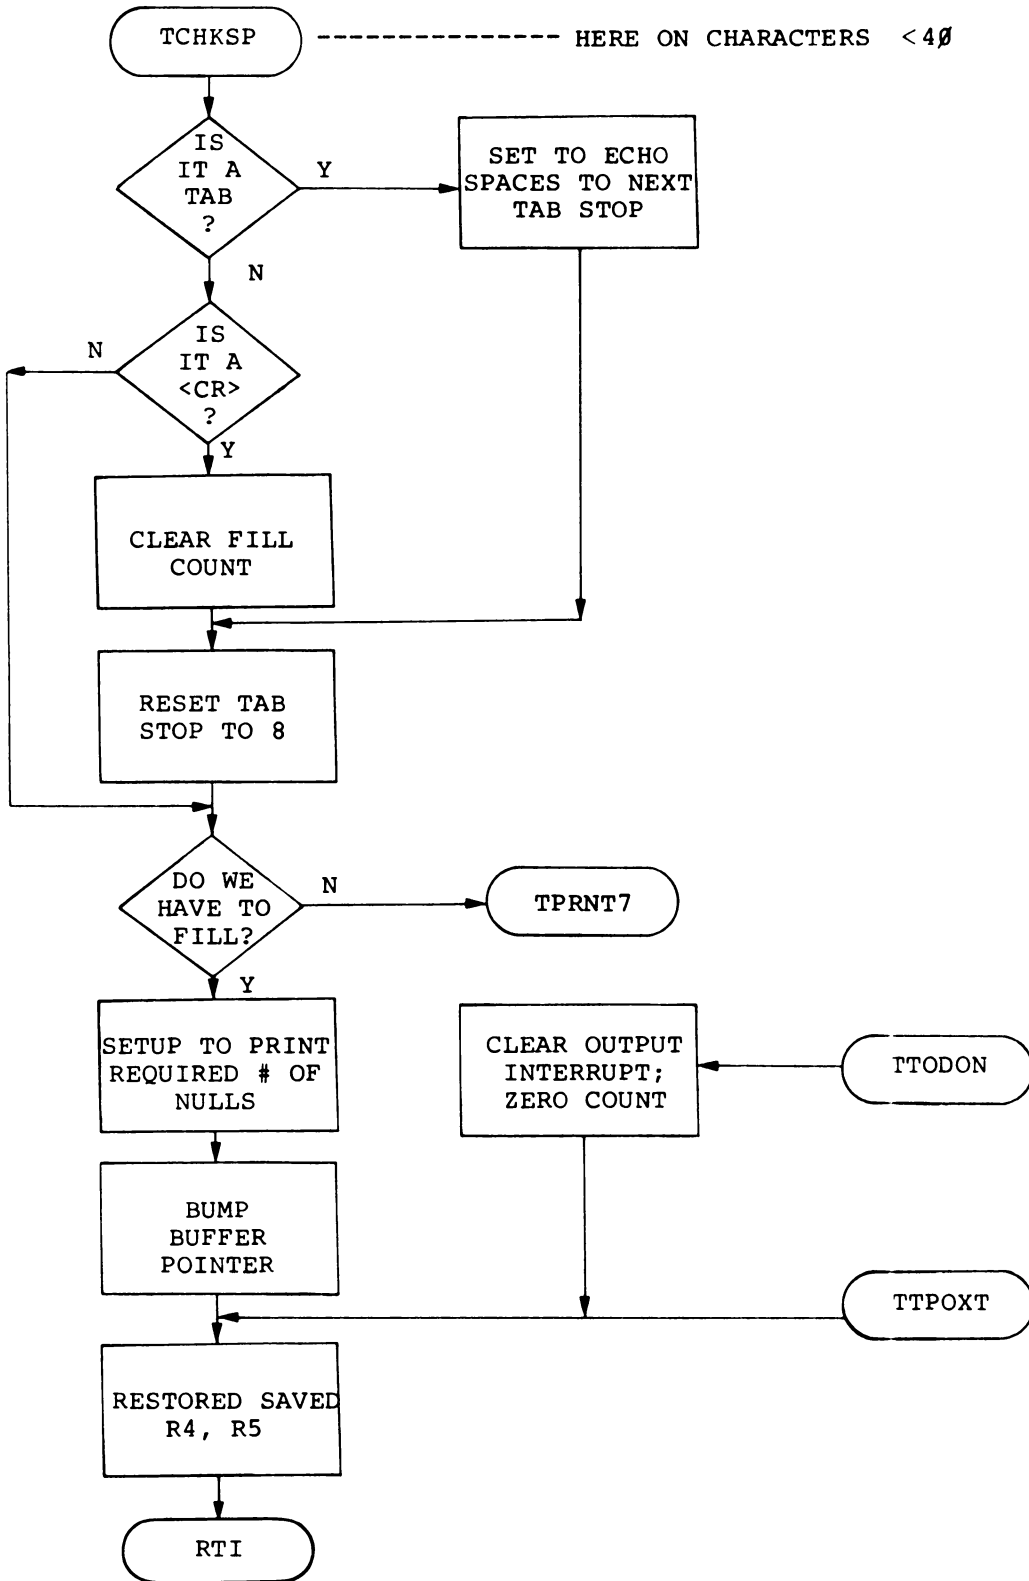 TCHKSP
HERE ON CHARACTERS <4Ø
IS
IT A
TAB
?
Y
SET TO ECHO
SPACES TO NEXT
TAB STOP
N
IS
IT A
<CR>
?
N
Y
CLEAR FILL
COUNT
RESET TAB
STOP TO 8
DO WE
HAVE TO
FILL?
N
TPRNT7
Y
SETUP TO PRINT
REQUIRED # OF
NULLS
CLEAR OUTPUT
INTERRUPT;
ZERO COUNT
TTODON
BUMP
BUFFER
POINTER
TTPOXT
RESTORED SAVED
R4, R5
RTI